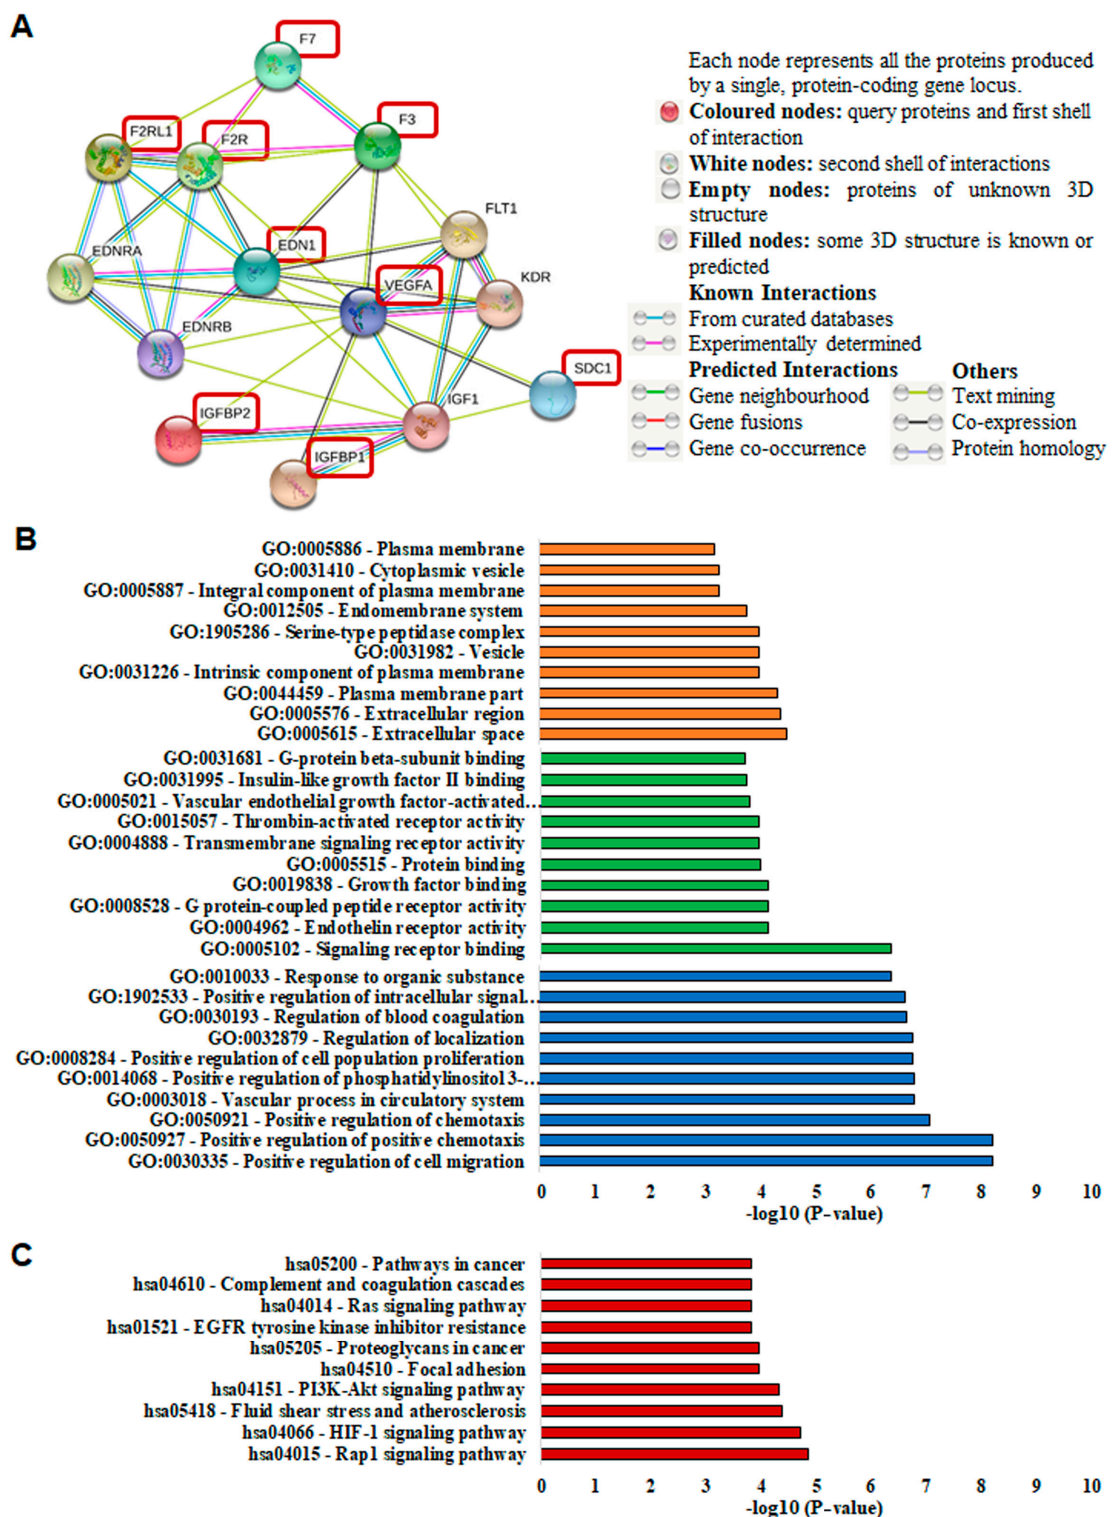 A
F7
F2RL1
F2R
F3
FLT1
EDNRA
EDN1
KDR
VEGFA
EDNRB
SDC1
IGFBP2
IGF1
IGFBP1
Each node represents all the proteins produced
by a single, protein-coding gene locus.
Coloured nodes: query proteins and first shell
of interaction
White nodes: second shell of interactions
Empty nodes: proteins of unknown 3D
structure
Filled nodes: some 3D structure is known or
predicted
Known Interactions
From curated databases
Experimentally determined
Predicted Interactions
Gene neighbourhood
Gene fusions
Gene co-occurrence
Others
Text mining
Co-expression
Protein homology
B
GO:0005886 - Plasma membrane
GO:0031410 - Cytoplasmic vesicle
GO:0005887 - Integral component of plasma membrane
GO:0012505 - Endomembrane system
GO:1905286 - Serine-type peptidase complex
GO:0031982 - Vesicle
GO:0031226 - Intrinsic component of plasma membrane
GO:0044459 - Plasma membrane part
GO:0005576 - Extracellular region
GO:0005615 - Extracellular space
GO:0031681 - G-protein beta-subunit binding
GO:0031995 - Insulin-like growth factor II binding
GO:0005021 - Vascular endothelial growth factor-activated...
GO:0015057 - Thrombin-activated receptor activity
GO:0004888 - Transmembrane signaling receptor activity
GO:0005515 - Protein binding
GO:0019838 - Growth factor binding
GO:0008528 - G protein-coupled peptide receptor activity
GO:0004962 - Endothelin receptor activity
GO:0005102 - Signaling receptor binding
GO:0010033 - Response to organic substance
GO:1902533 - Positive regulation of intracellular signal...
GO:0030193 - Regulation of blood coagulation
GO:0032879 - Regulation of localization
GO:0008284 - Positive regulation of cell population proliferation
GO:0014068 - Positive regulation of phosphatidylinositol 3-...
GO:0003018 - Vascular process in circulatory system
GO:0050921 - Positive regulation of chemotaxis
GO:0050927 - Positive regulation of positive chemotaxis
GO:0030335 - Positive regulation of cell migration
0 1 2 3 4 5 6 7 8 9 10
-log10 (P-value)
C
hsa05200 - Pathways in cancer
hsa04610 - Complement and coagulation cascades
hsa04014 - Ras signaling pathway
hsa01521 - EGFR tyrosine kinase inhibitor resistance
hsa05205 - Proteoglycans in cancer
hsa04510 - Focal adhesion
hsa04151 - PI3K-Akt signaling pathway
hsa05418 - Fluid shear stress and atherosclerosis
hsa04066 - HIF-1 signaling pathway
hsa04015 - Rap1 signaling pathway
0 1 2 3 4 5 6 7 8 9 10
-log10 (P-value)